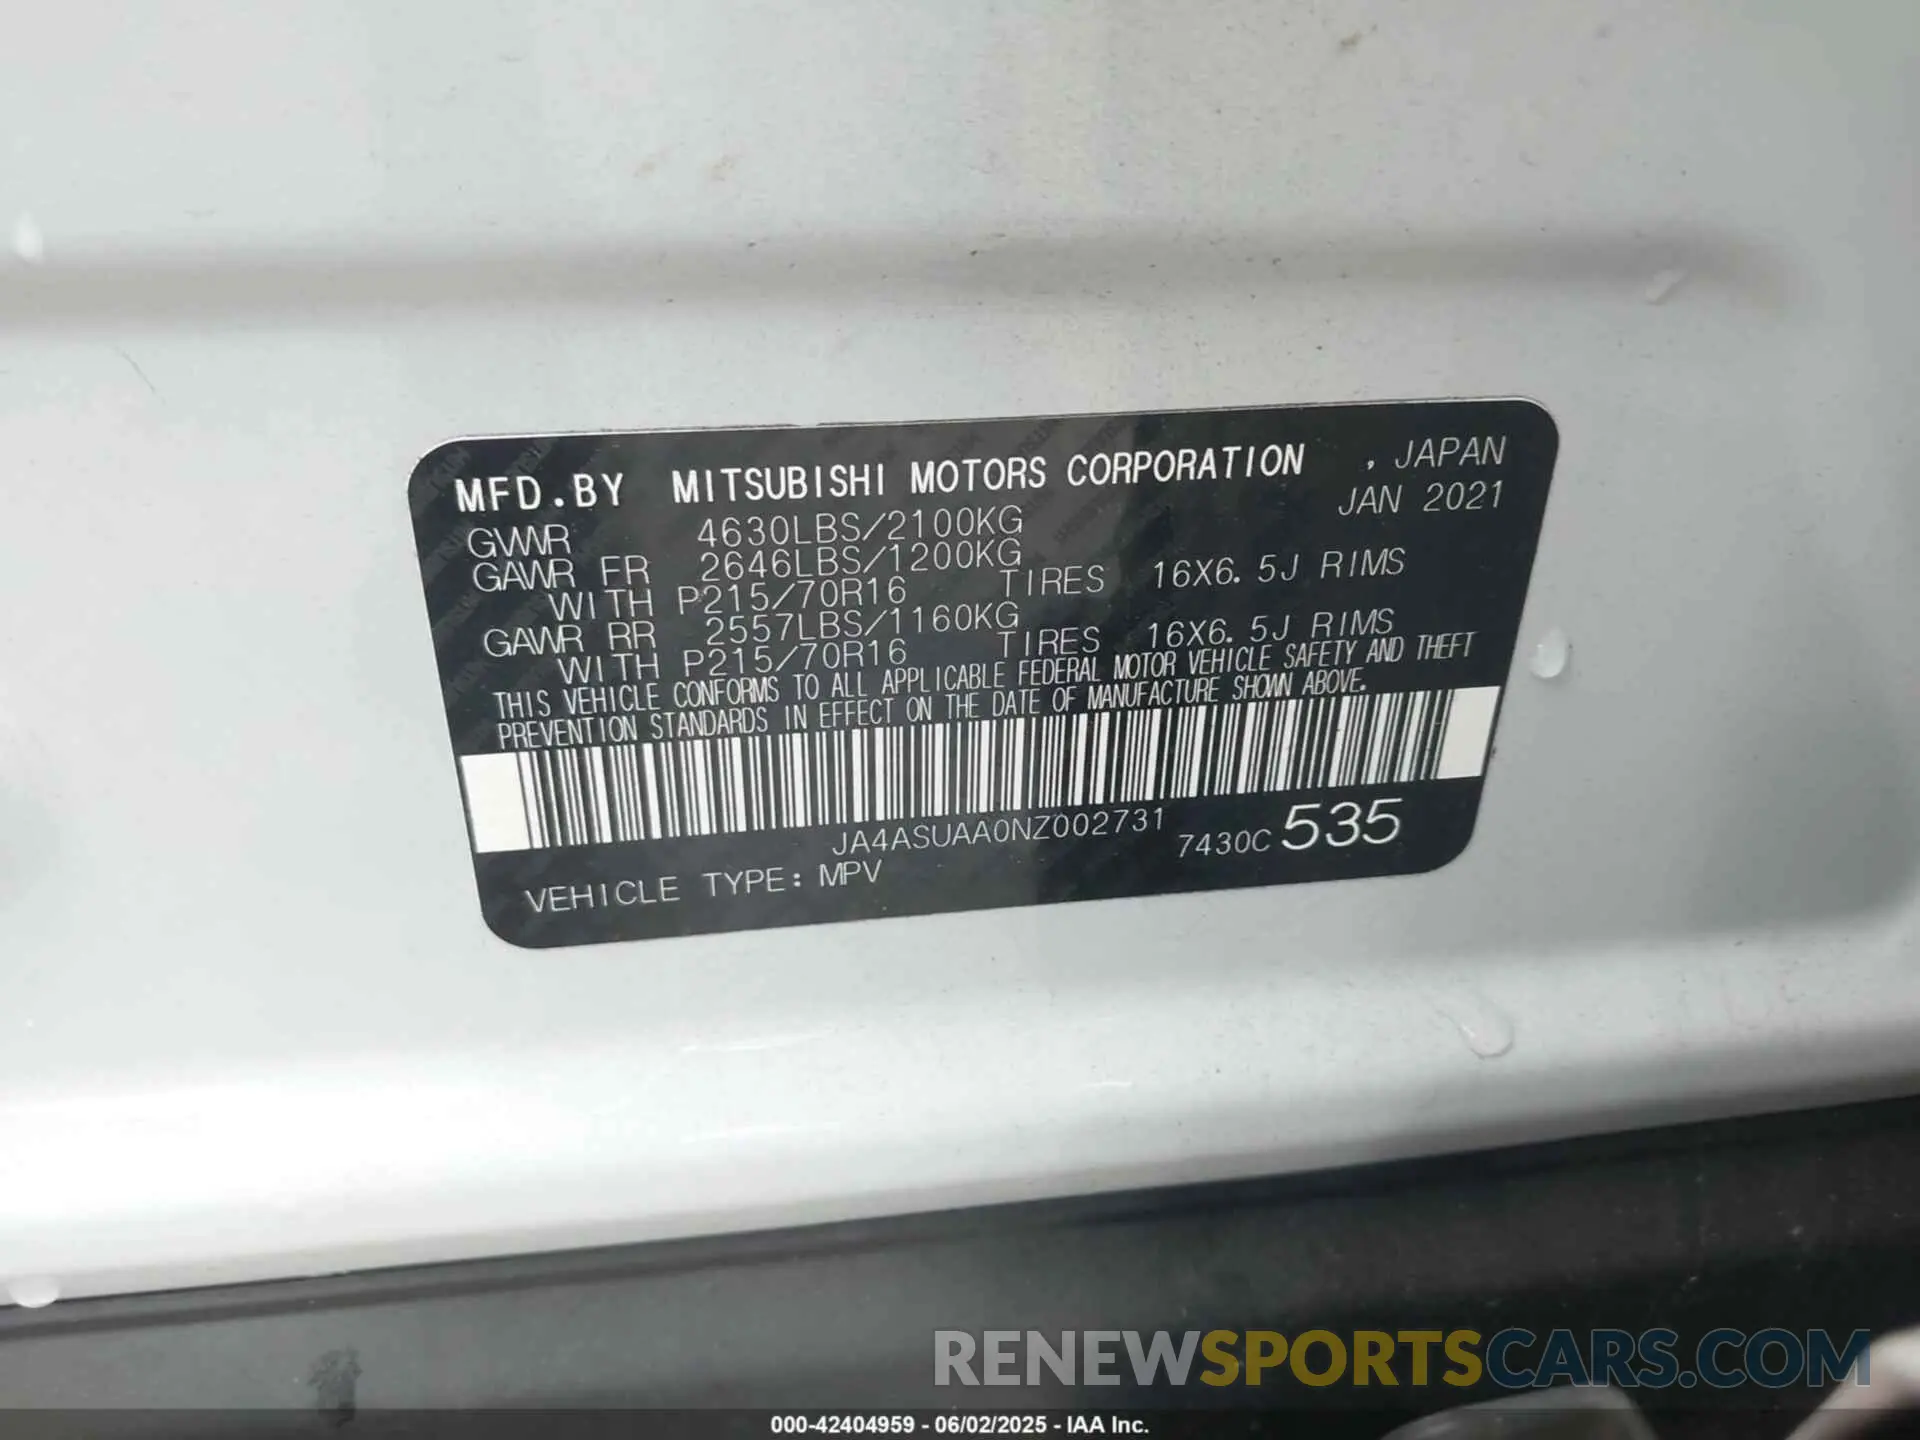 MFD.BY MITSUBISHI MOTORS CORPORATION , JAPAN
JAN 2021
GVWR 4630LBS/2100KG
GAWR FR 2646LBS/1200KG
WITH P215/70R16 TIRES 16X6.5J RIMS
GAWR RR 2557LBS/1160KG
WITH P215/70R16 TIRES 16X6.5J RIMS
THIS VEHICLE CONFORMS TO ALL APPLICABLE FEDERAL MOTOR VEHICLE SAFETY AND THEFT
PREVENTION STANDARDS IN EFFECT ON THE DATE OF MANUFACTURE SHOWN ABOVE.
JA4ASUAA0NZ002731
7430C 535
VEHICLE TYPE: MPV
RENEWSPORTSCARS.COM
000-42404959 - 06/02/2025 - IAA Inc.